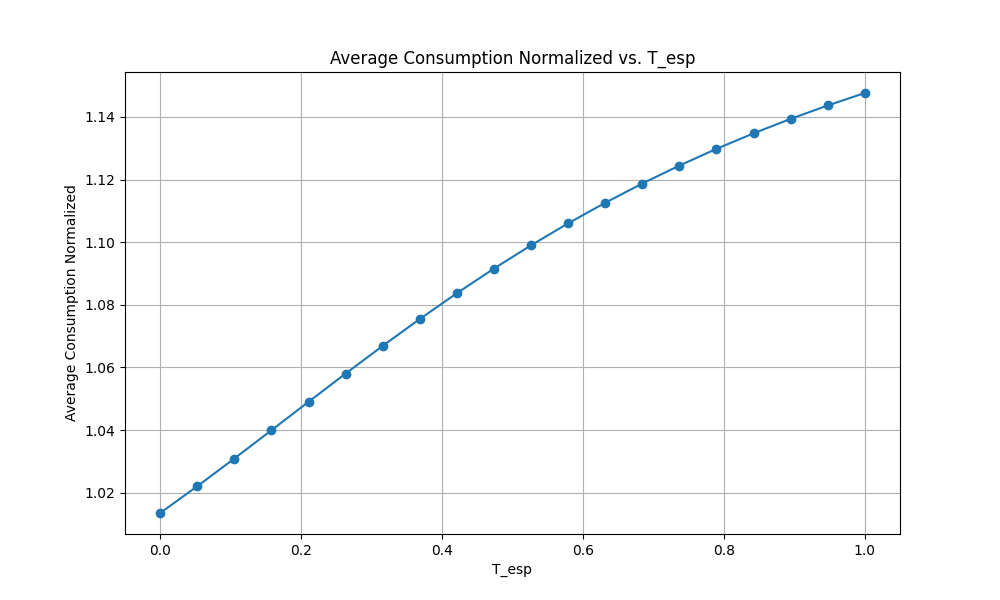 Average Consumption Normalized vs. T_esp
Average Consumption Normalized
1.14
1.12
1.10
1.08
1.06
1.04
1.02
0.0 0.2 0.4 0.6 0.8 1.0
T_esp